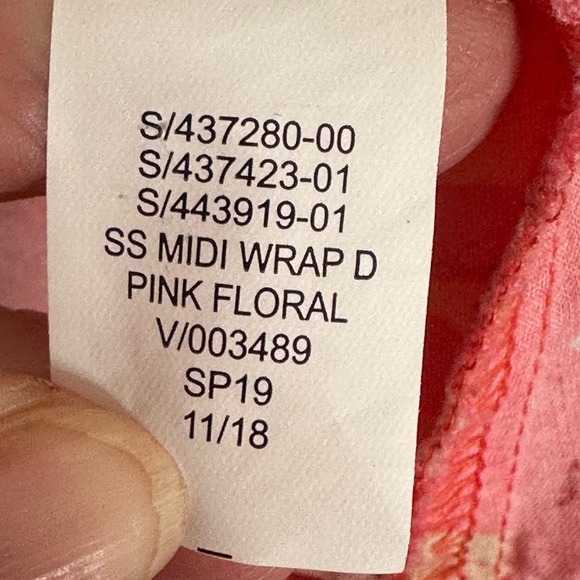 S/437280-00
S/437423-01
S/443919-01
SS MIDI WRAP D
PINK FLORAL
V/003489
SP19
11/18